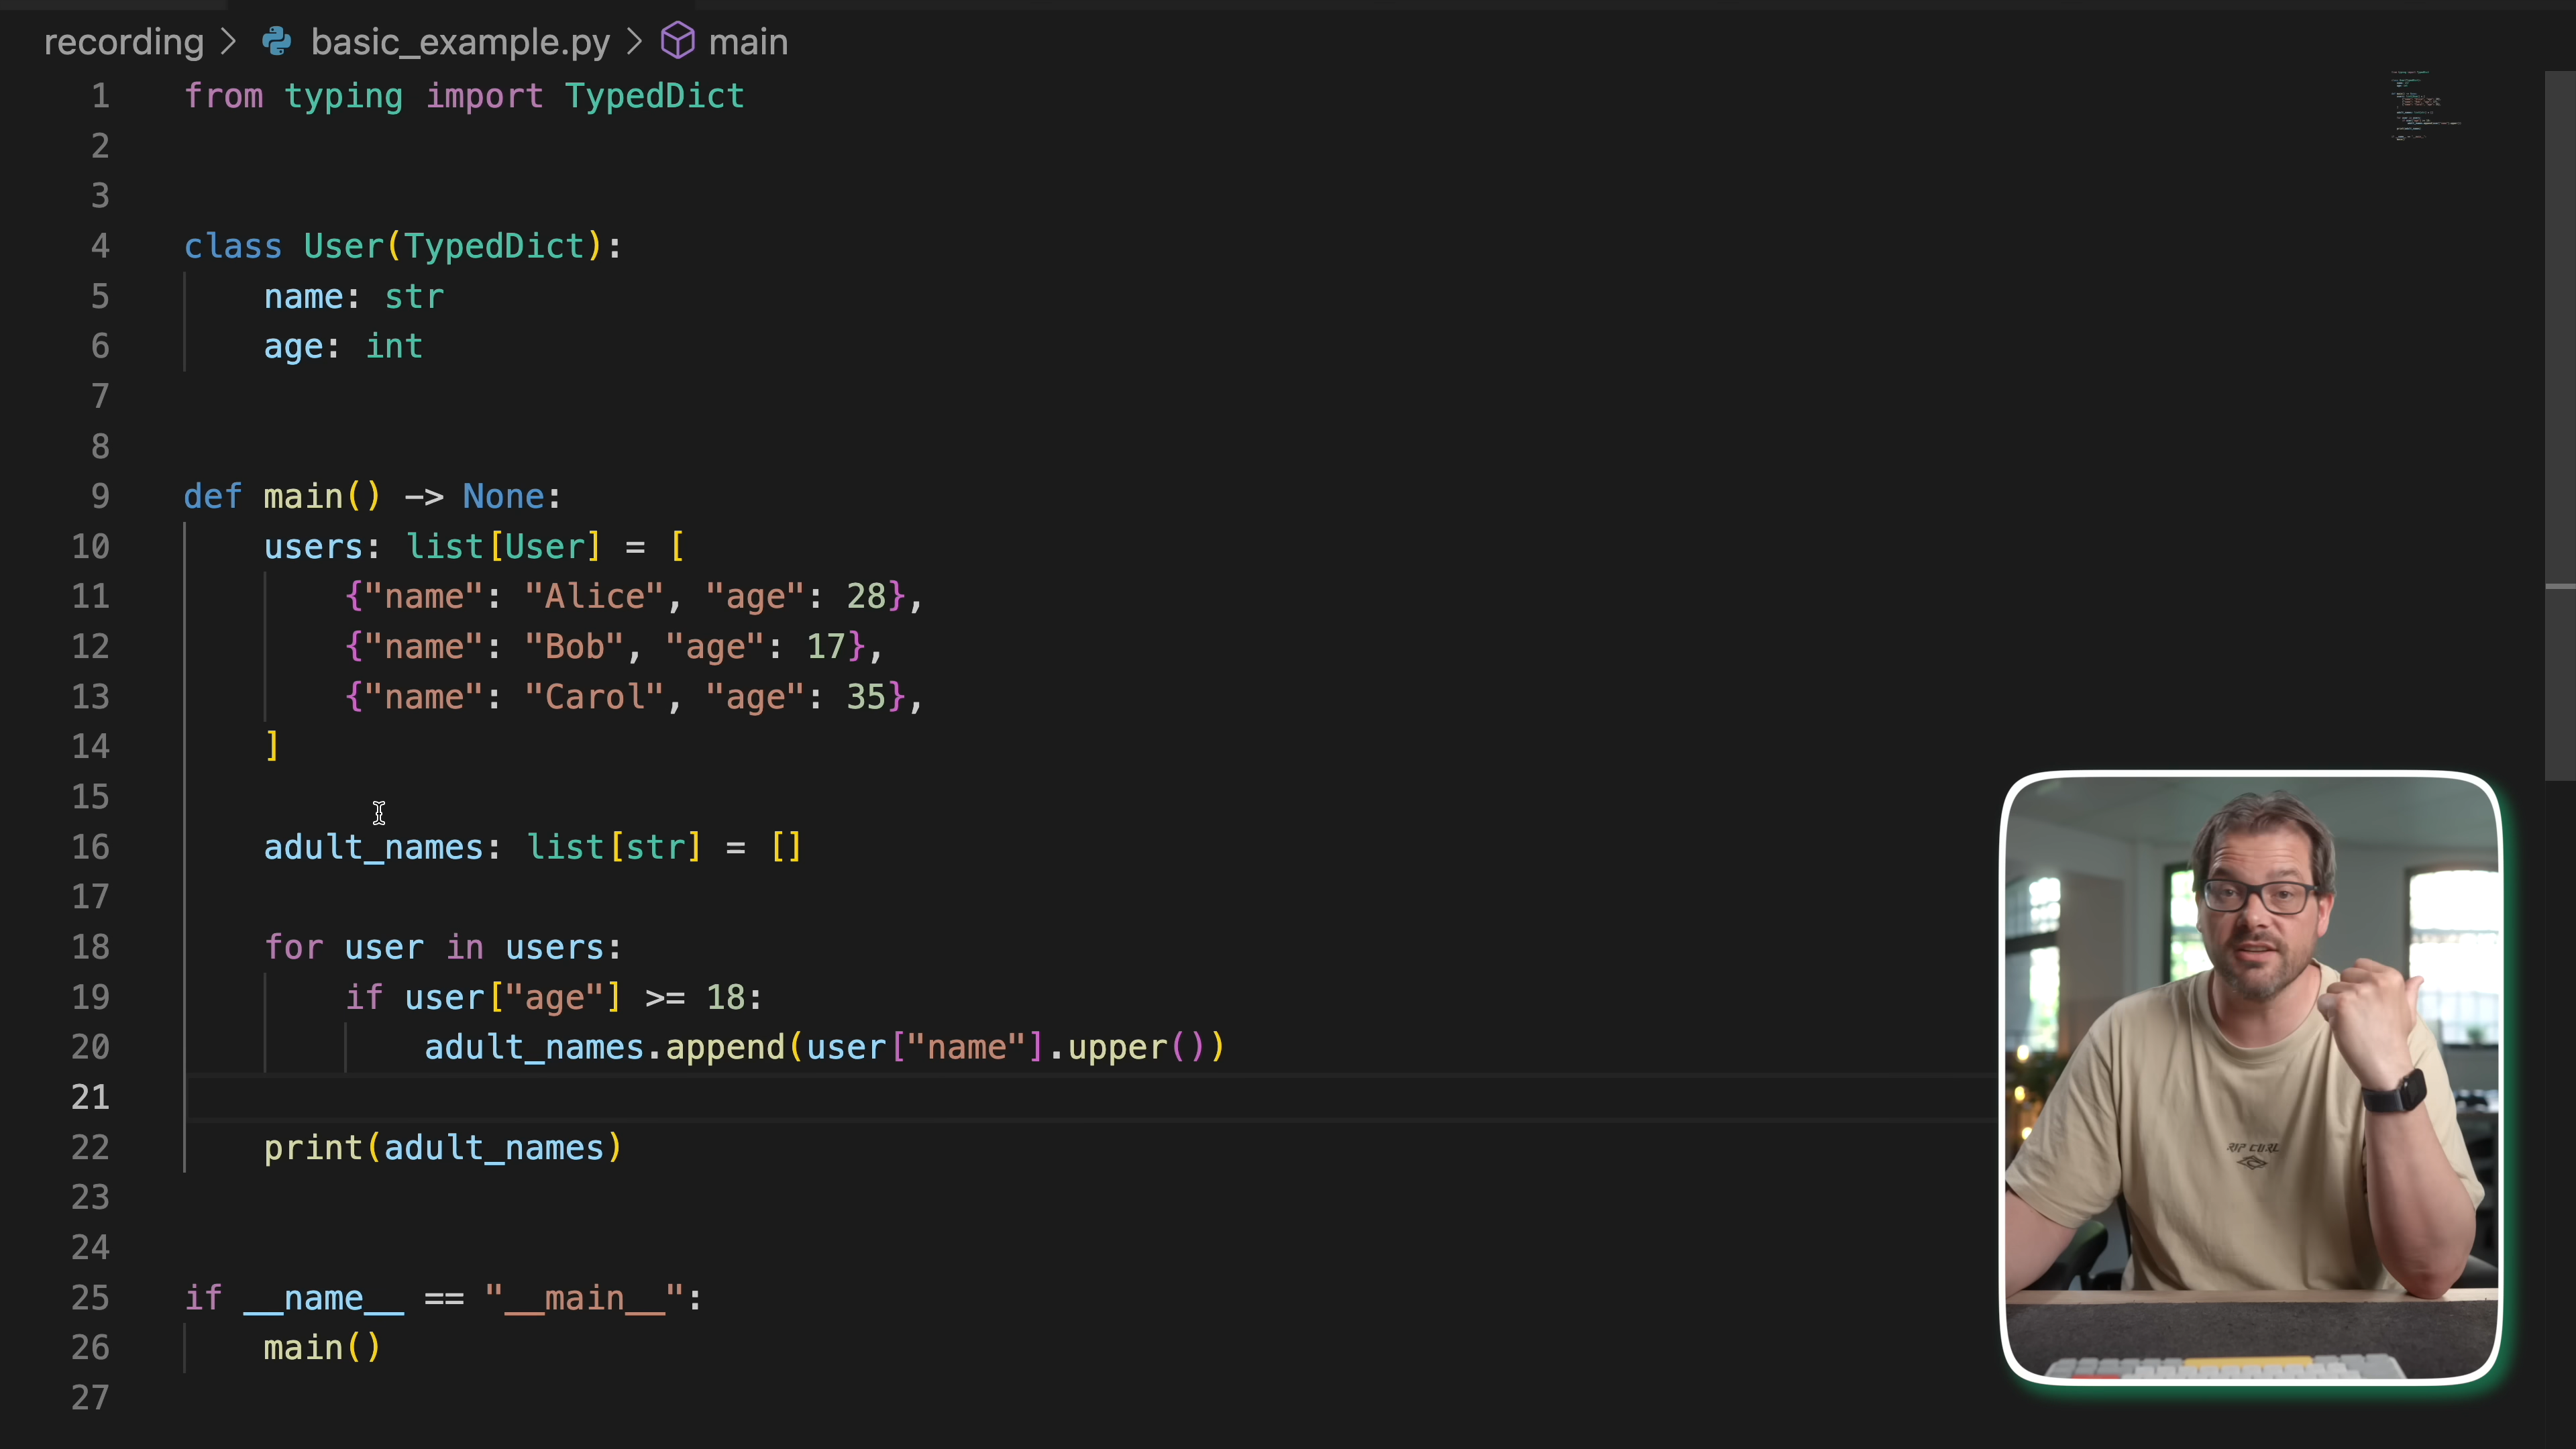 recording > basic_example.py > main
1 from typing import TypedDict
2
3
4 class User(TypedDict):
5     name: str
6     age: int
7
8
9 def main() -> None:
10     users: list[User] = [
11         {"name": "Alice", "age": 28},
12         {"name": "Bob", "age": 17},
13         {"name": "Carol", "age": 35},
14     ]
15
16     adult_names: list[str] = []
17
18     for user in users:
19         if user["age"] >= 18:
20             adult_names.append(user["name"].upper())
21
22     print(adult_names)
23
24
25 if __name__ == "__main__":
26     main()
27
RIP CURL